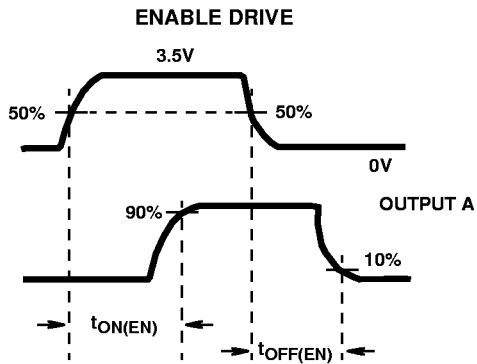 ENABLE DRIVE
3.5V
50%
50%
0V
OUTPUT A
90%
10%
tON(EN)
tOFF(EN)